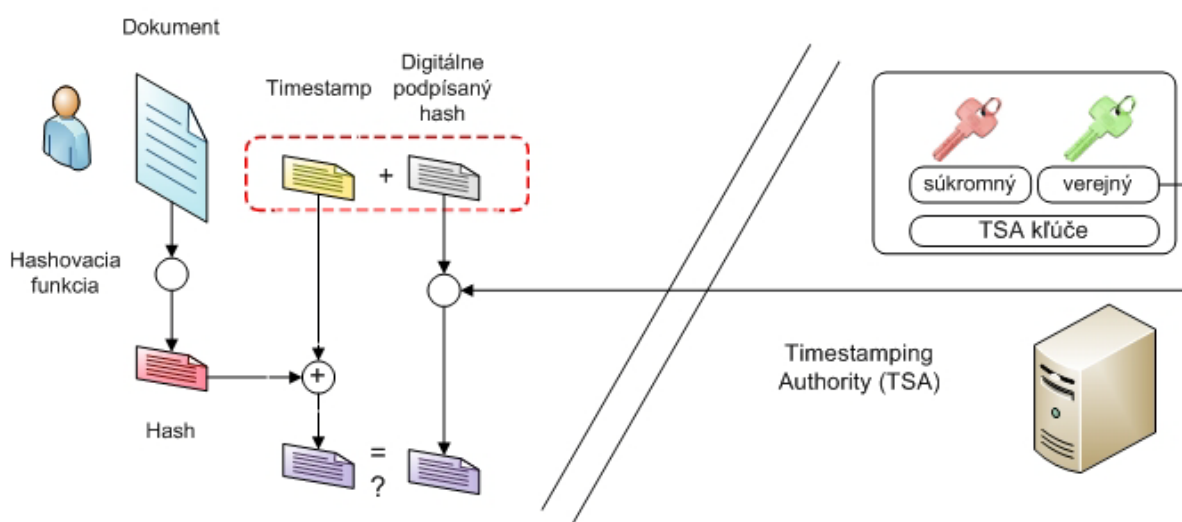 Dokument
Timestamp
Digitálne
podpísaný
hash
+
súkromný
verejný
TSA kľúče
Hashovacia
funkcia
+
Timestamping
Authority (TSA)
Hash
=
?